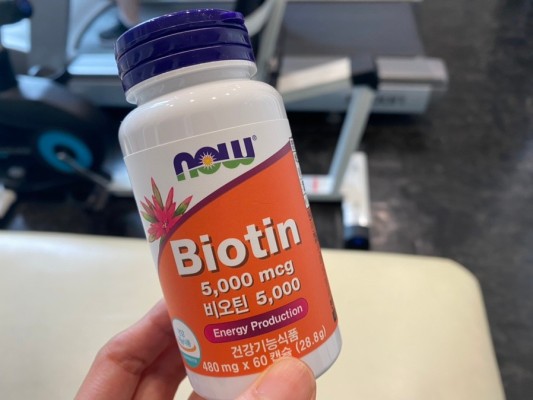 NOW®
Biotin
5,000 mcg
비오틴 5,000
Energy Production
건강기능식품
480 mg x 60 캡슐 (28.8g)